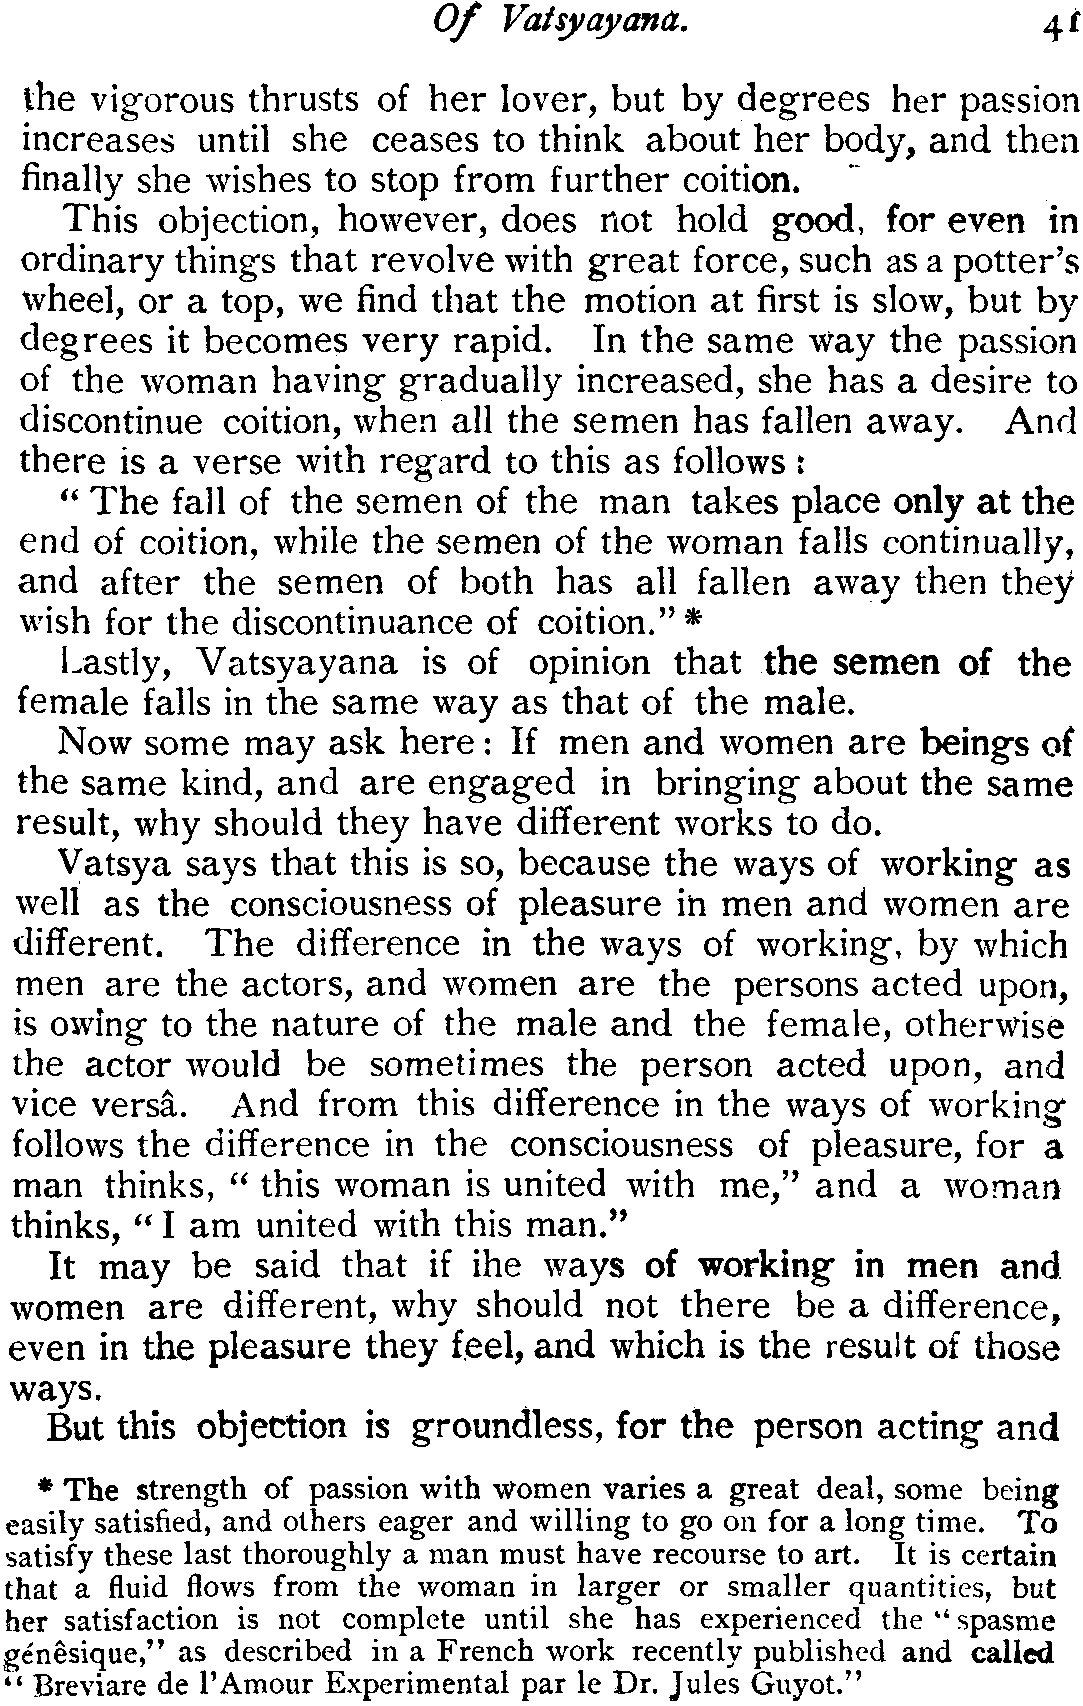 Of Vatsyayana. 41
the vigorous thrusts of her lover, but by degrees her passion
increases until she ceases to think about her body, and then
finally she wishes to stop from further coition.
This objection, however, does not hold good, for even in
ordinary things that revolve with great force, such as a potter's
wheel, or a top, we find that the motion at first is slow, but by
degrees it becomes very rapid. In the same way the passion
of the woman having gradually increased, she has a desire to
discontinue coition, when all the semen has fallen away. And
there is a verse with regard to this as follows :
" The fall of the semen of the man takes place only at the
end of coition, while the semen of the woman falls continually,
and after the semen of both has all fallen away then they
wish for the discontinuance of coition." *
Lastly, Vatsyayana is of opinion that the semen of the
female falls in the same way as that of the male.
Now some may ask here : If men and women are beings of
the same kind, and are engaged in bringing about the same
result, why should they have different works to do.
Vatsya says that this is so, because the ways of working as
well as the consciousness of pleasure in men and women are
different. The difference in the ways of working, by which
men are the actors, and women are the persons acted upon,
is owing to the nature of the male and the female, otherwise
the actor would be sometimes the person acted upon, and
vice versâ. And from this difference in the ways of working
follows the difference in the consciousness of pleasure, for a
man thinks, " this woman is united with me," and a woman
thinks, " I am united with this man."
It may be said that if ihe ways of working in men and
women are different, why should not there be a difference,
even in the pleasure they feel, and which is the result of those
ways.
But this objection is groundless, for the person acting and
* The strength of passion with women varies a great deal, some being
easily satisfied, and others eager and willing to go on for a long time. To
satisfy these last thoroughly a man must have recourse to art. It is certain
that a fluid flows from the woman in larger or smaller quantities, but
her satisfaction is not complete until she has experienced the " spasme
génêsique," as described in a French work recently published and called
" Breviare de l'Amour Experimental par le Dr. Jules Guyot."